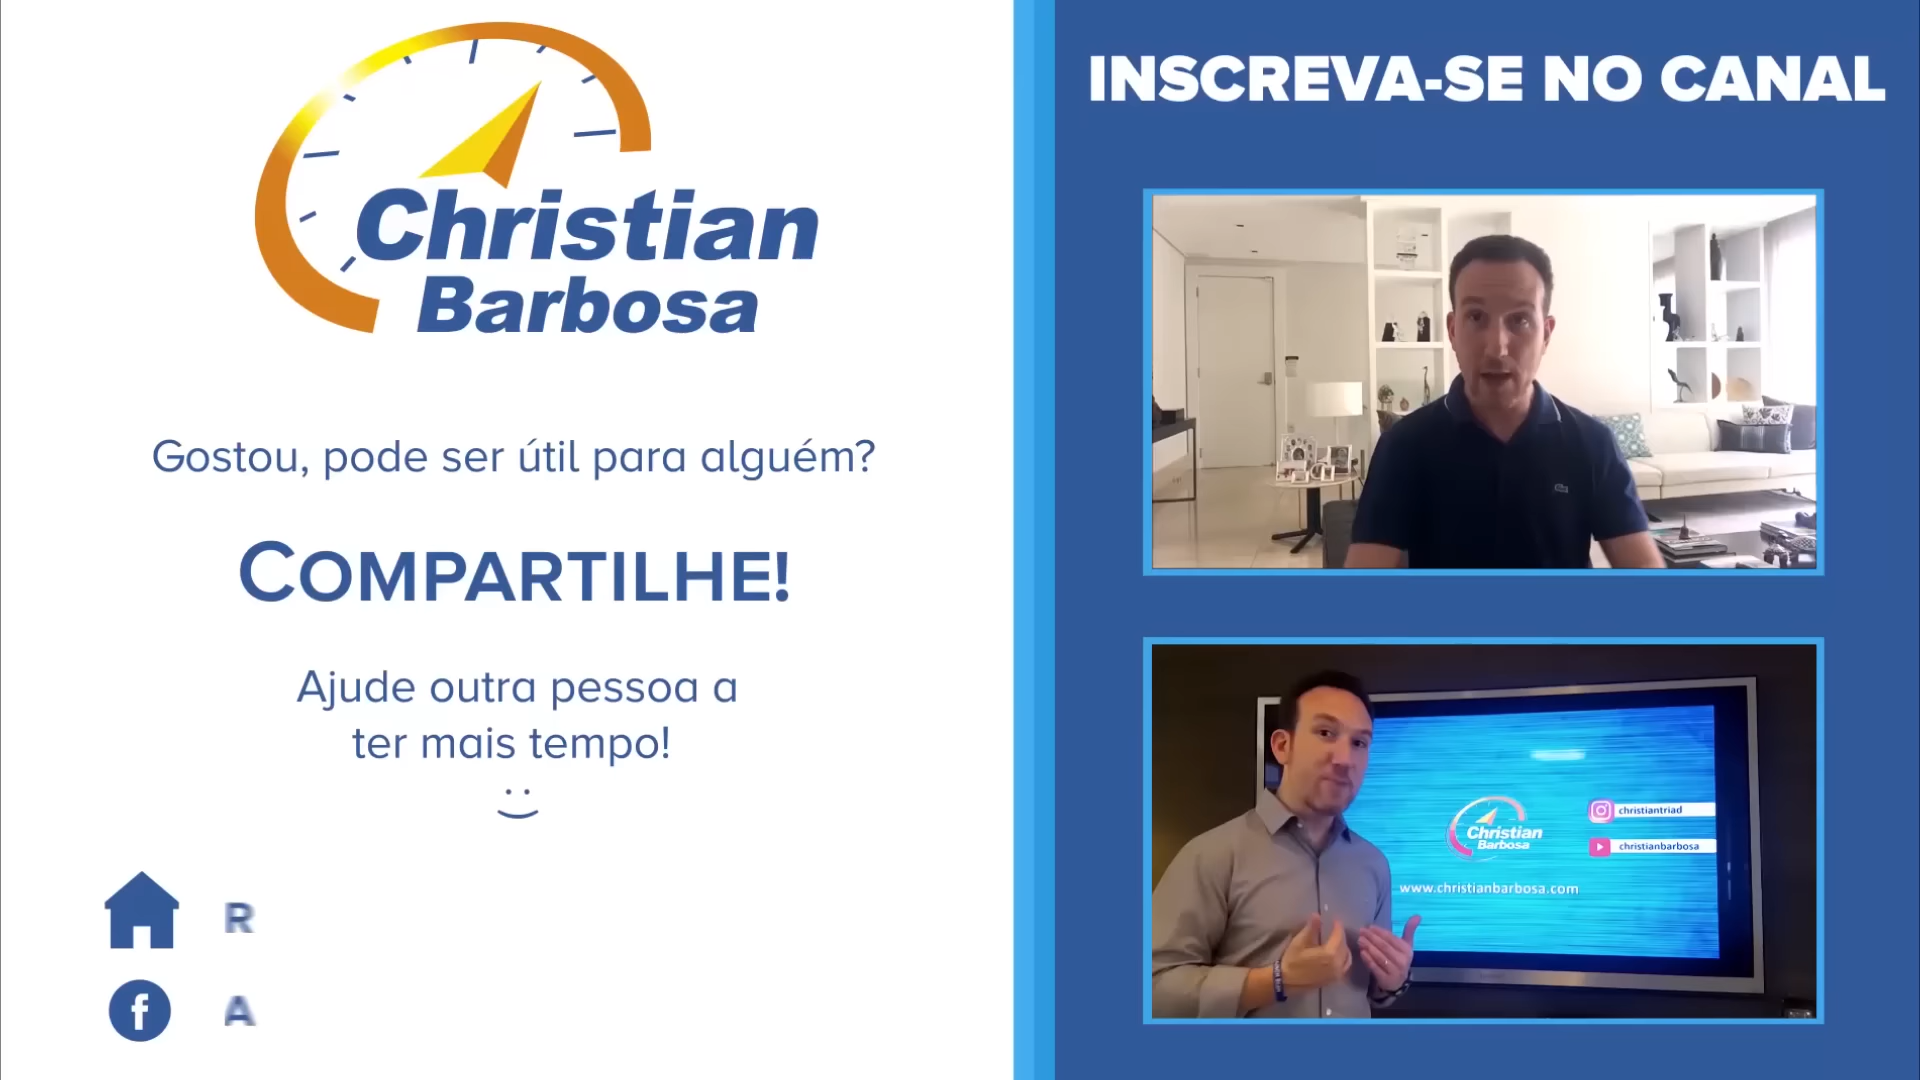 Christian
Barbosa
Gostou, pode ser útil para alguém?
COMPARTILHE!
Ajude outra pessoa a
ter mais tempo!
R
A
INSCREVA-SE NO CANAL
Christian
Barbosa
christiantriad
christianbarbosa
www.christianbarbosa.com